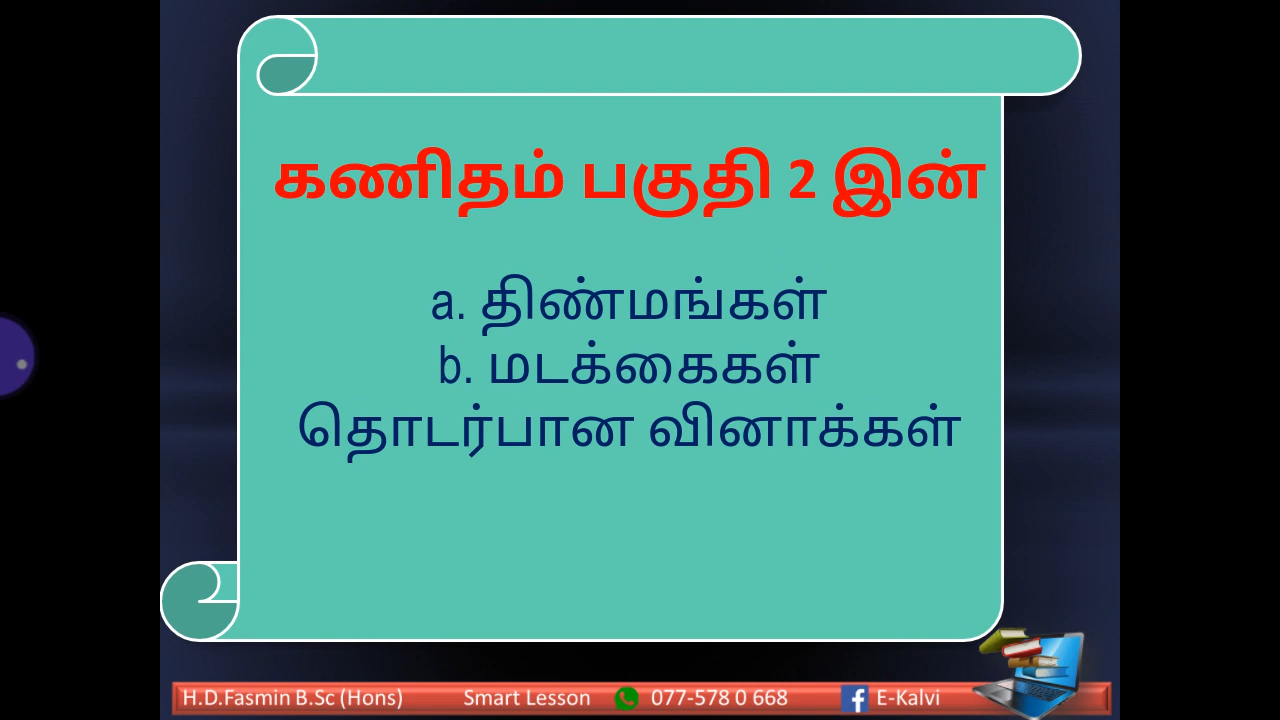 கணிதம் பகுதி 2 இன்
a. திண்மங்கள்
b. மடக்கைகள்
தொடர்பான வினாக்கள்
H.D.Fasmin B.Sc (Hons) Smart Lesson 077-578 0 668 E-Kalvi